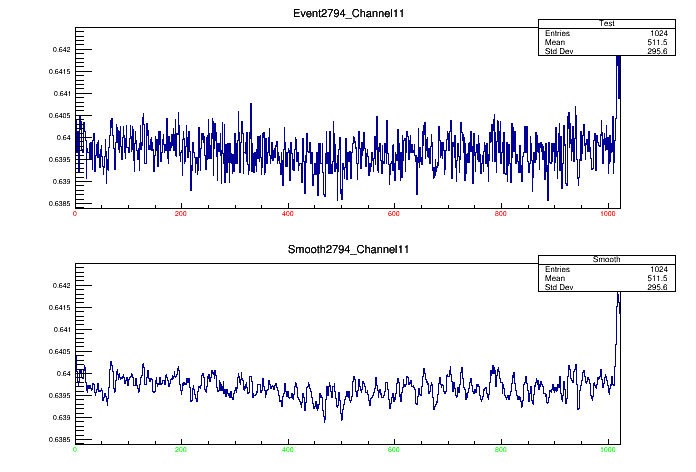 Event2794_Channel11
Test
Entries 1024
Mean 511.5
Std Dev 295.6
0.642
0.6415
0.641
0.6405
0.64
0.6395
0.639
0.6385
0 200 400 600 800 1000
Smooth2794_Channel11
Smooth
Entries 1024
Mean 511.5
Std Dev 295.6
0.642
0.6415
0.641
0.6405
0.64
0.6395
0.639
0.6385
0 200 400 600 800 1000